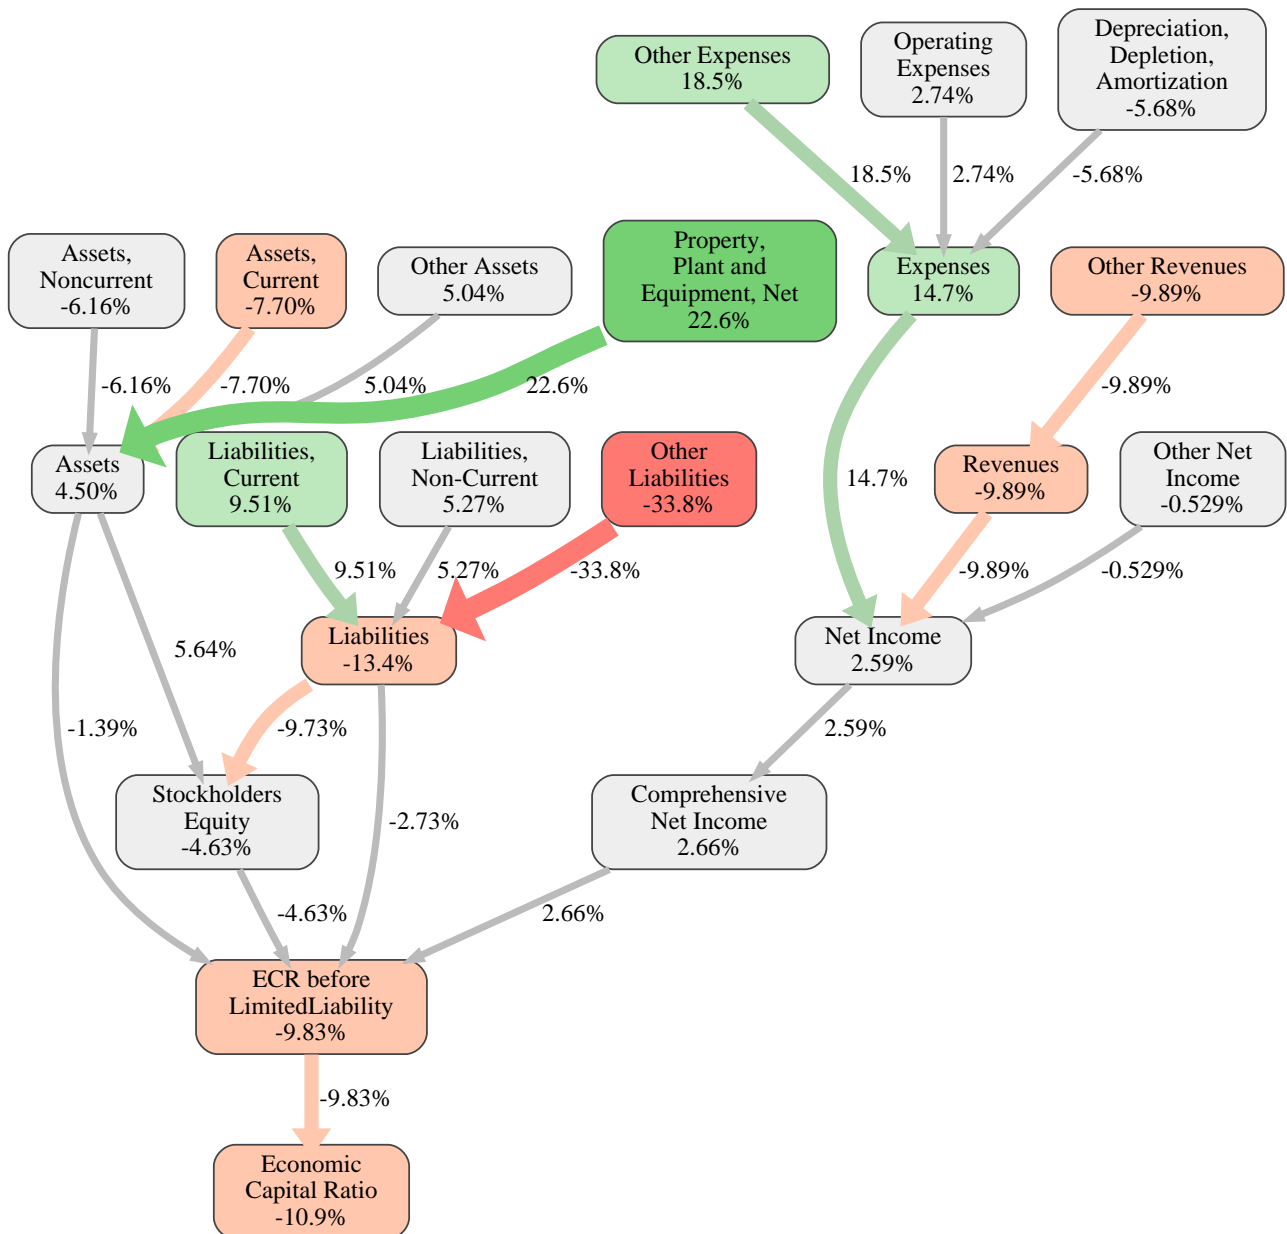 Other Expenses
18.5%
Operating
Expenses
2.74%
Depreciation,
Depletion,
Amortization
-5.68%
18.5%
2.74%
-5.68%
Assets,
Noncurrent
-6.16%
Assets,
Current
-7.70%
Other Assets
5.04%
Property,
Plant and
Equipment, Net
22.6%
Expenses
14.7%
Other Revenues
-9.89%
-6.16%
-7.70%
5.04%
22.6%
-9.89%
Assets
4.50%
Liabilities,
Current
9.51%
Liabilities,
Non-Current
5.27%
Other
Liabilities
-33.8%
14.7%
Revenues
-9.89%
Other Net
Income
-0.529%
9.51%
5.27%
-33.8%
-9.89%
-0.529%
5.64%
Liabilities
-13.4%
Net Income
2.59%
-1.39%
-9.73%
2.59%
Stockholders
Equity
-4.63%
-2.73%
Comprehensive
Net Income
2.66%
-4.63%
2.66%
ECR before
LimitedLiability
-9.83%
-9.83%
Economic
Capital Ratio
-10.9%